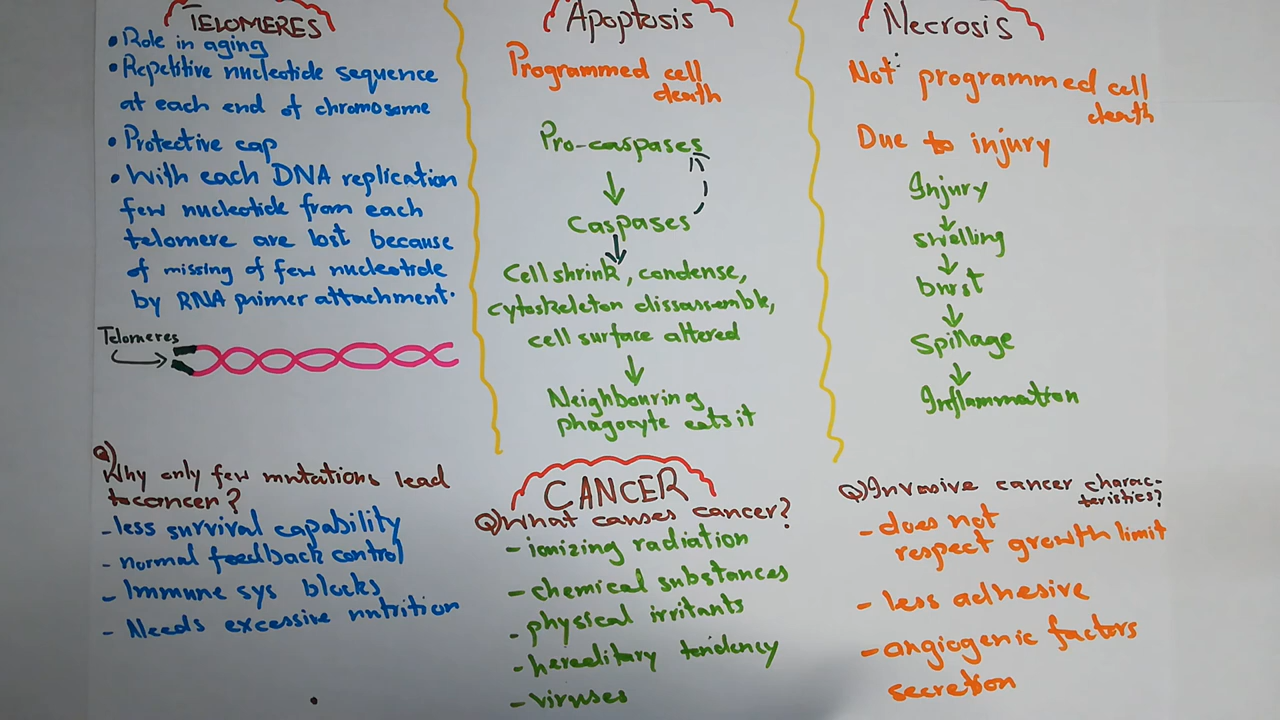 TELOMERES
• Role in aging
• Repetitive nucleotide sequence
at each end of chromosome
• Protective cap
• With each DNA replication
few nucleotide from each
telomere are lost because
of missing of few nucleotide
by RNA primer attachment.
Telomeres
Apoptosis
Programmed cell
death
Pro-caspases
Caspases
Cell shrink, condense,
cytoskeleton dissassemble,
cell surface altered
Neighbouring
phagocyte eats it
Necrosis
Not programmed cell
death
Due to injury
Injury
swelling
burst
Spillage
Inflammation
Q) Why only few mutations lead
to cancer?
- less survival capability
- normal feedback control
- Immune sys blocks
- Needs excessive nutrition
CANCER
Q) What causes cancer?
- ionizing radiation
- chemical substances
- physical irritants
- hereditary tendency
- viruses
Q) Invasive cancer charac-
teristics?
- does not
respect growth limit
- less adhesive
- angiogenic factors
secretion